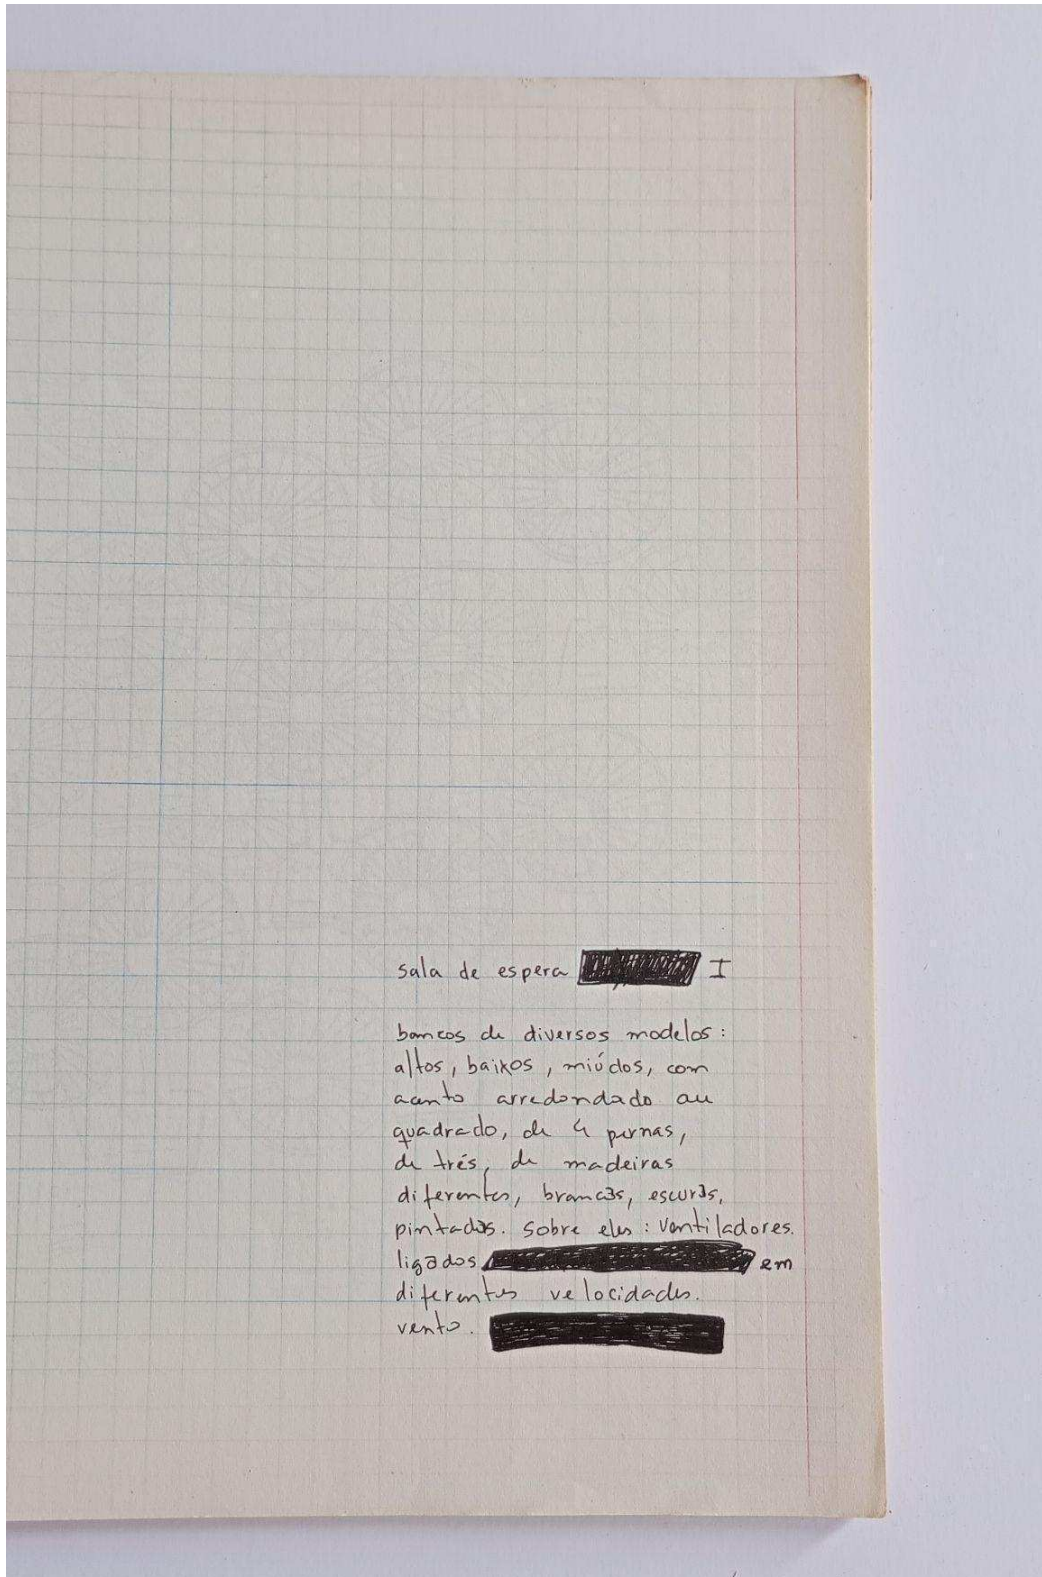 sala de espera I
bancos de diversos modelos:
altos, baixos, miúdos, com
acento arredondado ou
quadrado, de 4 pernas,
de três, de madeiras
diferentes, brancas, escuras,
pintadas. sobre eles: ventiladores.
ligados em
diferentes velocidades.
vento.